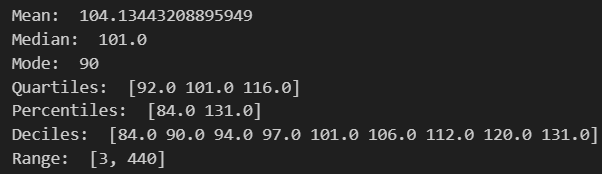 Mean:  104.13443208895949
Median:  101.0
Mode:  90
Quartiles:  [92.0 101.0 116.0]
Percentiles:  [84.0 131.0]
Deciles:  [84.0 90.0 94.0 97.0 101.0 106.0 112.0 120.0 131.0]
Range:  [3, 440]